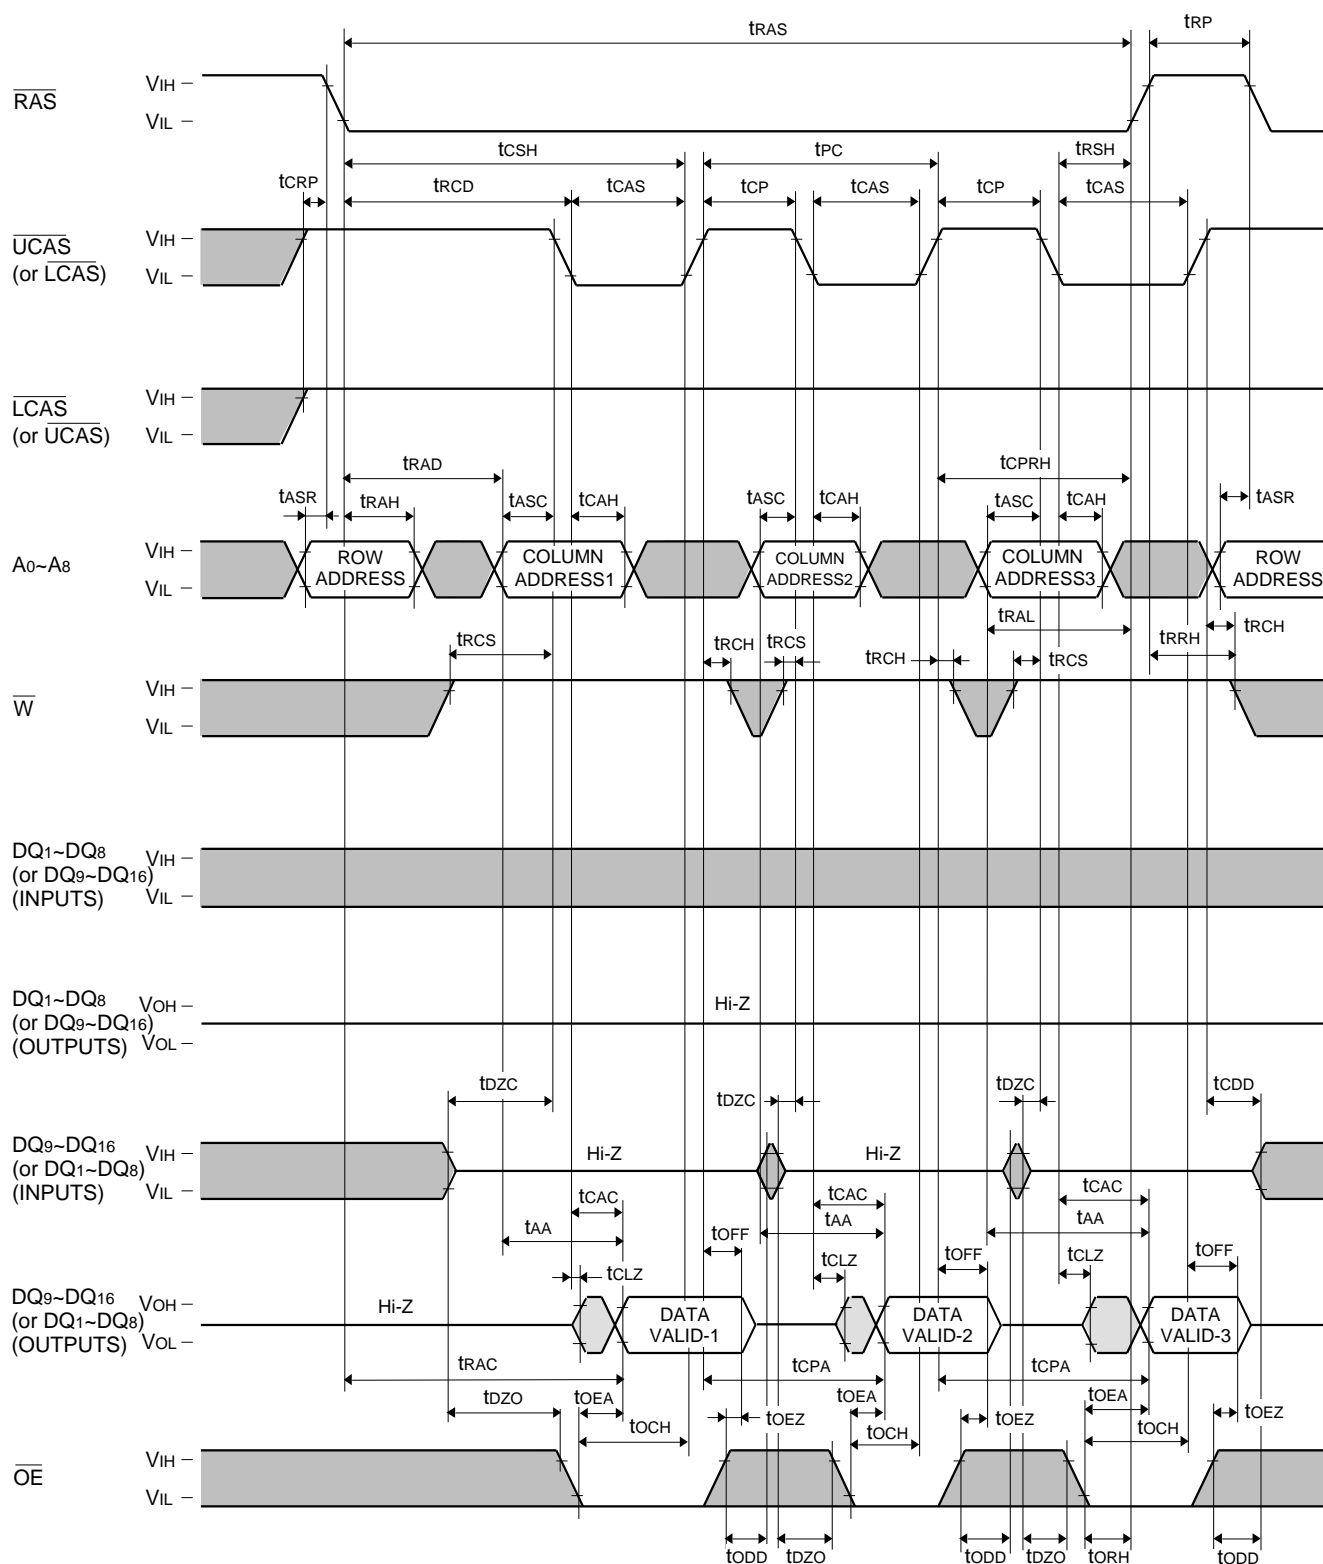 tRAS tRP
VIH
RAS
VIL
tCSH tPC tRSH
tCRP tRCD tCAS tCP tCAS tCP tCAS
UCAS VIH
(or LCAS) VIL
LCAS VIH
(or UCAS) VIL
tRAD tCPRH
tASR tRAH tASC tCAH tASC tCAH tASC tCAH tASR
A0~A8 VIH
VIL
ROW ADDRESS
COLUMN ADDRESS1
COLUMN ADDRESS2
COLUMN ADDRESS3
ROW ADDRESS
tRAL
tRCS tRCH tRCS tRCH tRCS tRRH tRCH
W VIH
VIL
DQ1~DQ8
(or DQ9~DQ16) VIH
(INPUTS) VIL
DQ1~DQ8 VOH Hi-Z
(or DQ9~DQ16)
(OUTPUTS) VOL
tDZC tDZC tDZC tCDD
DQ9~DQ16 VIH Hi-Z Hi-Z
(or DQ1~DQ8)
(INPUTS) VIL
tCAC tCAC tCAC
tAA tOFF tAA tOFF tAA tOFF
tCLZ tCLZ tCLZ
DQ9~DQ16 VOH Hi-Z
(or DQ1~DQ8)
(OUTPUTS) VOL
DATA VALID-1
DATA VALID-2
DATA VALID-3
tRAC tCPA tCPA
tDZO tOEA tOEA tOEA
tOCH tOEZ tOCH tOEZ tOCH tOEZ
OE VIH
VIL
tODD tDZO tODD tDZO tORH tODD